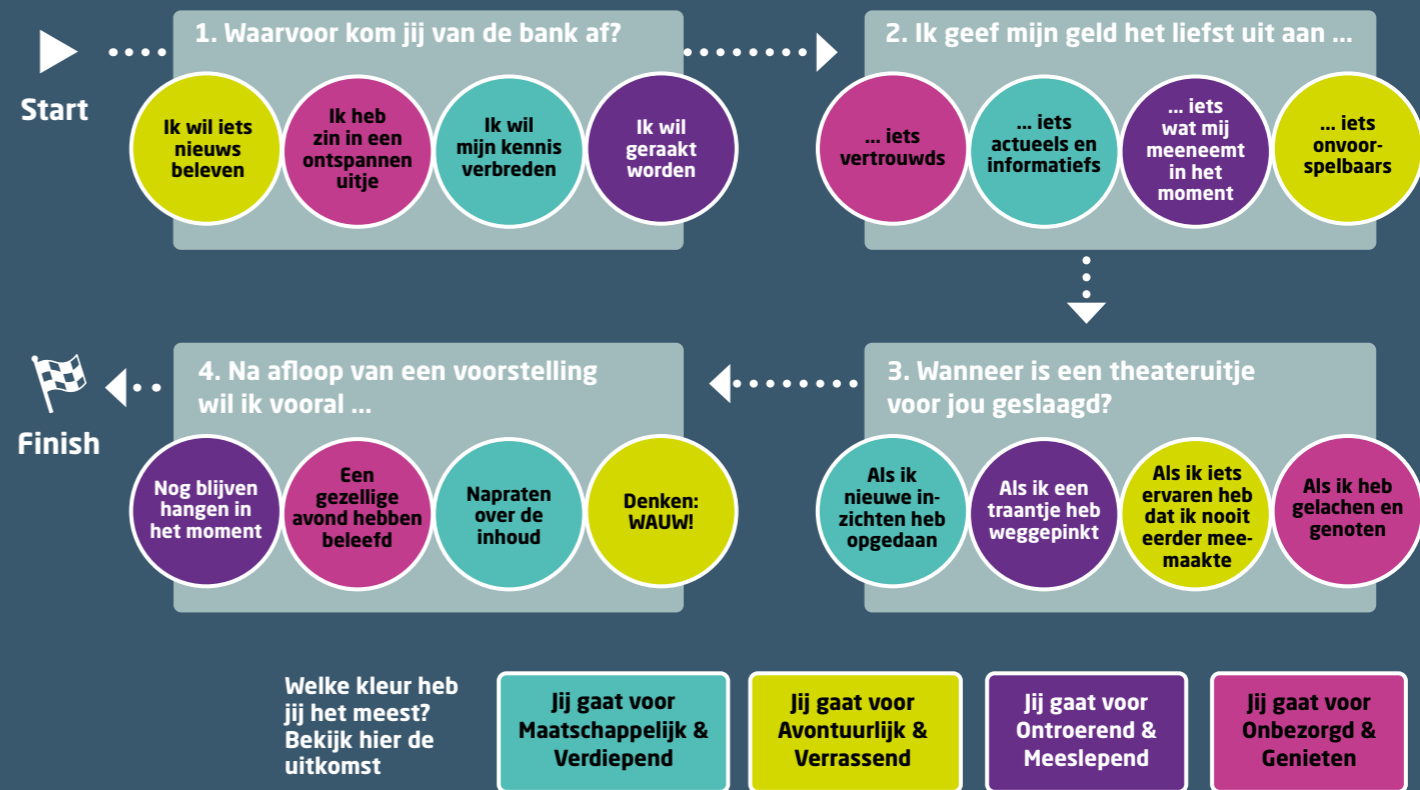 Start
1. Waarvoor kom jij van de bank af?
Ik wil iets
nieuws
beleven
Ik heb
zin in een
ontspannen
uitje
Ik wil
mijn kennis
verbreden
Ik wil
geraakt
worden
2. Ik geef mijn geld het liefst uit aan ...
... iets
vertrouwds
... iets
actueels en
informatiefs
... iets
wat mij
meeneemt
in het
moment
... iets
onvoor-
spelbaars
3. Wanneer is een theateruitje
voor jou geslaagd?
Als ik
nieuwe in-
zichten heb
opgedaan
Als ik een
traantje heb
weggepinkt
Als ik iets
ervaren heb
dat ik nooit
eerder mee-
maakte
Als ik heb
gelachen en
genoten
4. Na afloop van een voorstelling
wil ik vooral ...
Nog blijven
hangen in
het moment
Een
gezellige
avond hebben
beleefd
Napraten
over de
inhoud
Denken:
WAUW!
Finish
Welke kleur heb
jij het meest?
Bekijk hier de
uitkomst
Jij gaat voor
Maatschappelijk &
Verdiepend
Jij gaat voor
Avontuurlijk &
Verrassend
Jij gaat voor
Ontroerend &
Meeslepend
Jij gaat voor
Onbezorgd &
Genieten